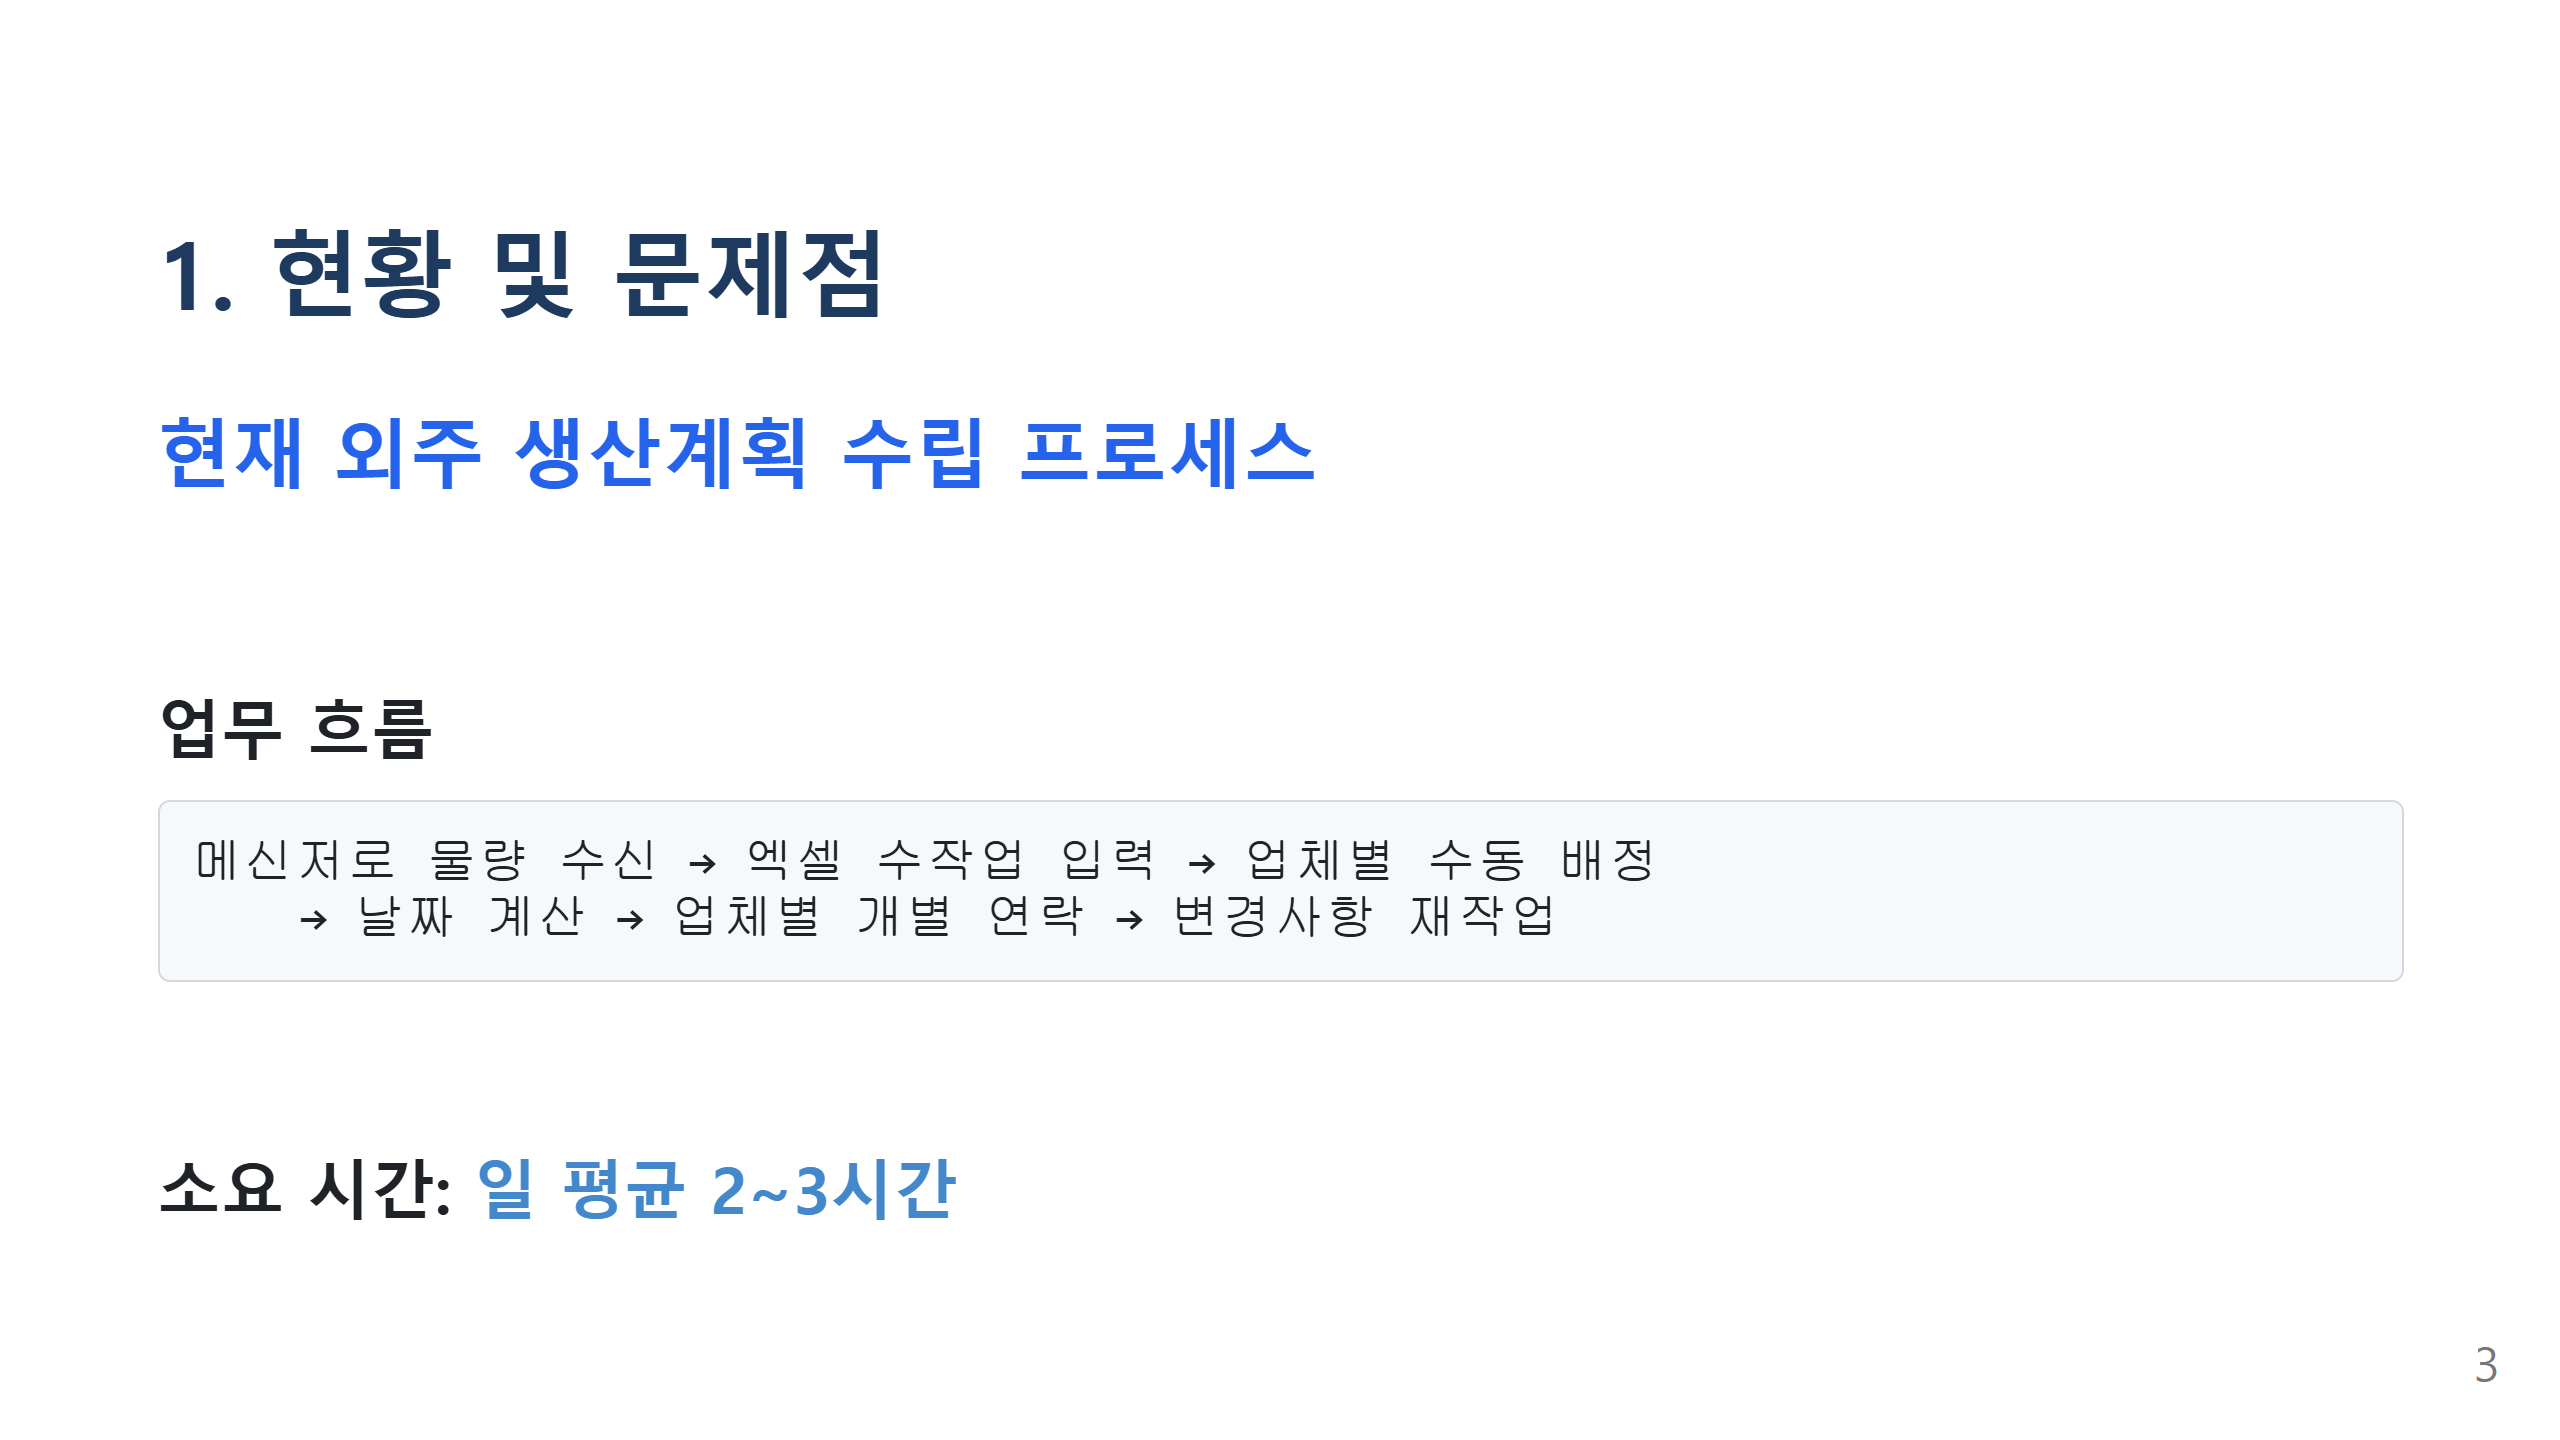 1. 현황 및 문제점
현재 외주 생산계획 수립 프로세스
업무 흐름
메신저로 물량 수신 → 엑셀 수작업 입력 → 업체별 수동 배정
→ 날짜 계산 → 업체별 개별 연락 → 변경사항 재작업
소요 시간: 일 평균 2~3시간
3